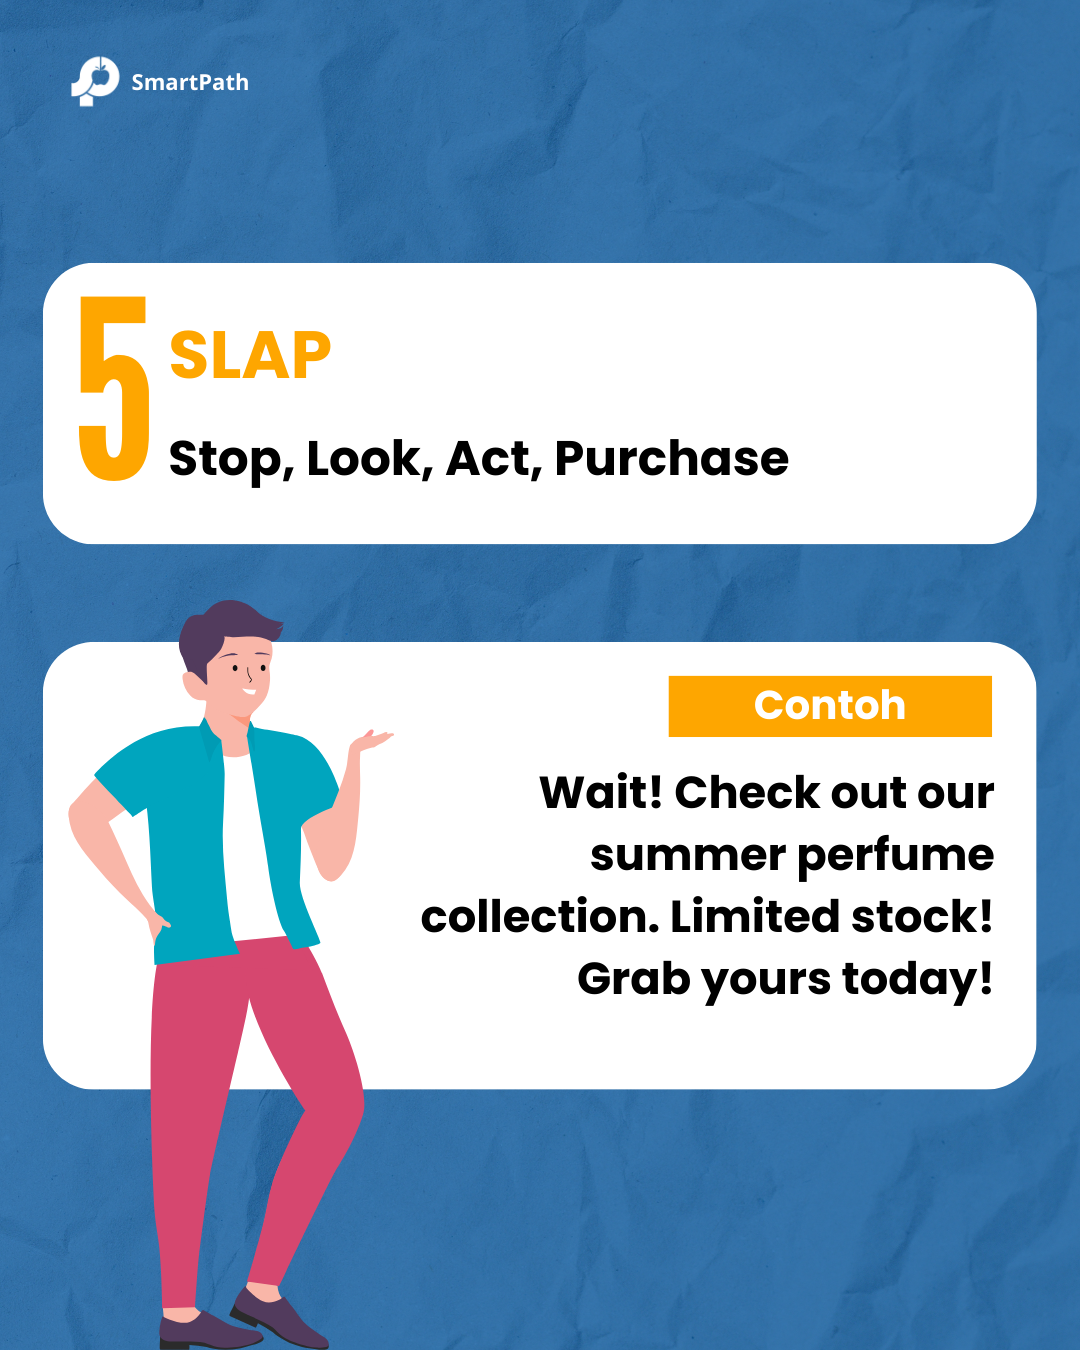 SmartPath
5
SLAP
Stop, Look, Act, Purchase
Contoh
Wait! Check out our
summer perfume
collection. Limited stock!
Grab yours today!